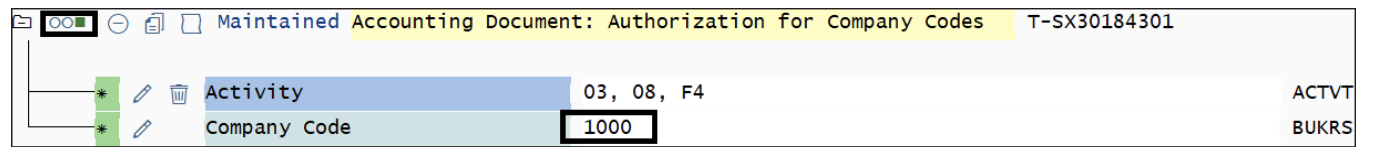 Maintained Accounting Document: Authorization for Company Codes T-SX30184301
* Activity 03, 08, F4 ACTVT
* Company Code 1000 BUKRS